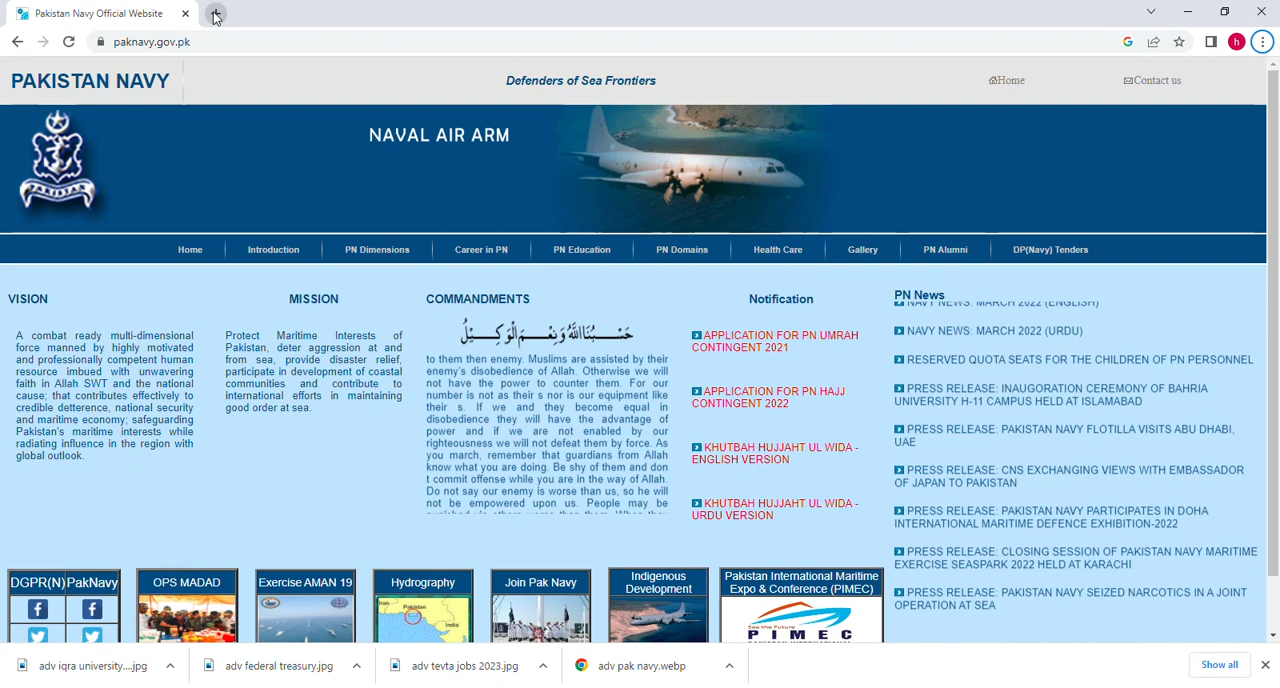 Pakistan Navy Official Website
paknavy.gov.pk
h
PAKISTAN NAVY
Defenders of Sea Frontiers
Home
Contact us
NAVAL AIR ARM
PAKISTAN
Home
Introduction
PN Dimensions
Career in PN
PN Education
PN Domains
Health Care
Gallery
PN Alumni
DP(Navy) Tenders
VISION
A combat ready multi-dimensional
force manned by highly motivated
and professionally competent human
resource imbued with unwavering
faith in Allah SWT and the national
cause; that contributes effectively to
credible detterence, national security
and maritime economy; safeguarding
Pakistan's maritime interests while
radiating influence in the region with
global outlook.
MISSION
Protect Maritime Interests of
Pakistan, deter aggression at and
from sea, provide disaster relief,
participate in development of coastal
communities and contribute to
international efforts in maintaining
good order at sea.
COMMANDMENTS
حَسْبُنَا اللهُ وَنِعْمَ الْوَكِيْلُ
to them then enemy. Muslims are assisted by their
enemy's disobedience of Allah. Otherwise we will
not have the power to counter them. For our
number is not as their s nor is our equipment like
their s. If we and they become equal in
disobedience they will have the advantage of
power and if we are not enabled by our
righteousness we will not defeat them by force. As
you march, remember that guardians from Allah
know what you are doing. Be shy of them and don
t commit offense while you are in the way of Allah.
Do not say our enemy is worse than us, so he will
not be empowered upon us. People may be
Notification
APPLICATION FOR PN UMRAH
CONTINGENT 2021
APPLICATION FOR PN HAJJ
CONTINGENT 2022
KHUTBAH HUJJAHT UL WIDA -
ENGLISH VERSION
KHUTBAH HUJJAHT UL WIDA -
URDU VERSION
PN News
NAVY NEWS: MARCH 2022 (ENGLISH)
NAVY NEWS: MARCH 2022 (URDU)
RESERVED QUOTA SEATS FOR THE CHILDREN OF PN PERSONNEL
PRESS RELEASE: INAUGURATION CEREMONY OF BAHRIA
UNIVERSITY H-11 CAMPUS HELD AT ISLAMABAD
PRESS RELEASE: PAKISTAN NAVY FLOTILLA VISITS ABU DHABI,
UAE
PRESS RELEASE: CNS EXCHANGING VIEWS WITH EMBASSADOR
OF JAPAN TO PAKISTAN
PRESS RELEASE: PAKISTAN NAVY PARTICIPATES IN DOHA
INTERNATIONAL MARITIME DEFENCE EXHIBITION-2022
PRESS RELEASE: CLOSING SESSION OF PAKISTAN NAVY MARITIME
EXERCISE SEASPARK 2022 HELD AT KARACHI
PRESS RELEASE: PAKISTAN NAVY SEIZED NARCOTICS IN A JOINT
OPERATION AT SEA
DGPR(N)
PakNavy
OPS MADAD
Exercise AMAN 19
Hydrography
Pakistan
India
Join Pak Navy
Indigenous
Development
Pakistan International Maritime
Expo & Conference (PIMEC)
PIMEC
adv iqra university....jpg
adv federal treasury.jpg
adv tevta jobs 2023.jpg
adv pak navy.webp
Show all